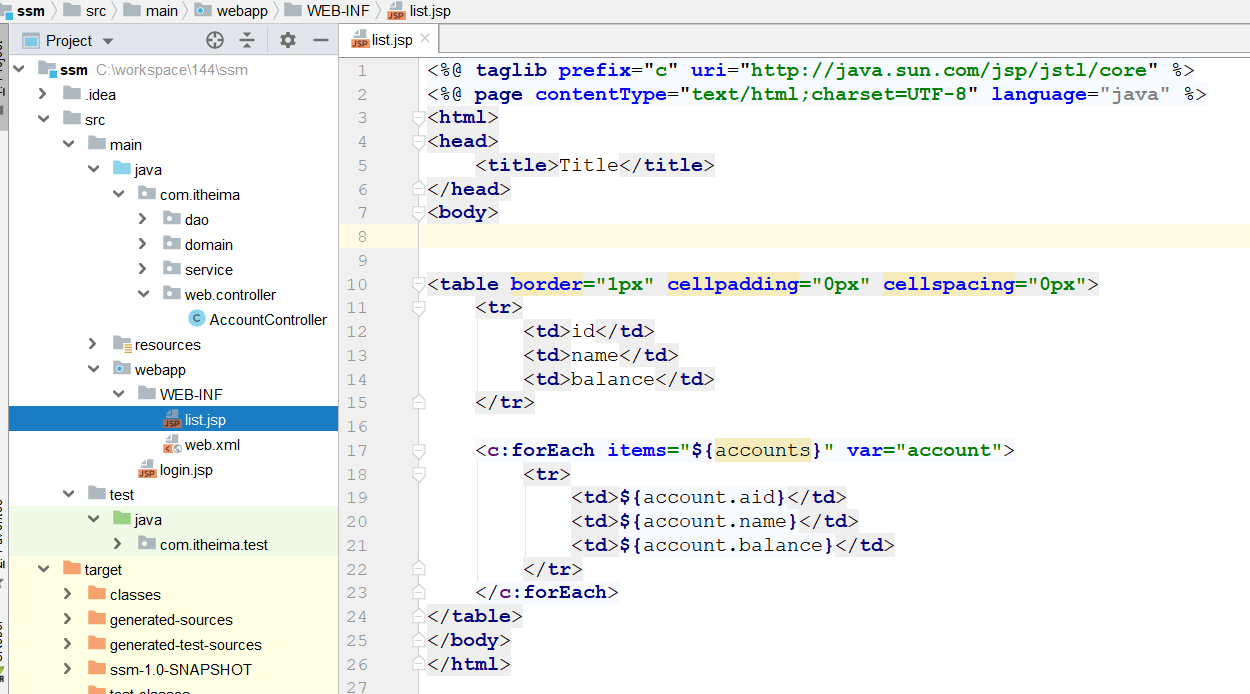 ssm src main webapp WEB-INF list.jsp
Project
list.jsp
ssm C:\workspace\144\ssm
.idea
src
main
java
com.itheima
dao
domain
service
web.controller
AccountController
resources
webapp
WEB-INF
list.jsp
web.xml
login.jsp
test
java
com.itheima.test
target
classes
generated-sources
generated-test-sources
ssm-1.0-SNAPSHOT
test-classes
1 <%@ taglib prefix="c" uri="http://java.sun.com/jsp/jstl/core" %>
2 <%@ page contentType="text/html;charset=UTF-8" language="java" %>
3 <html>
4 <head>
5     <title>Title</title>
6 </head>
7 <body>
8
9
10 <table border="1px" cellpadding="0px" cellspacing="0px">
11     <tr>
12         <td>id</td>
13         <td>name</td>
14         <td>balance</td>
15     </tr>
16
17     <c:forEach items="${accounts}" var="account">
18         <tr>
19             <td>${account.aid}</td>
20             <td>${account.name}</td>
21             <td>${account.balance}</td>
22         </tr>
23     </c:forEach>
24 </table>
25 </body>
26 </html>
27